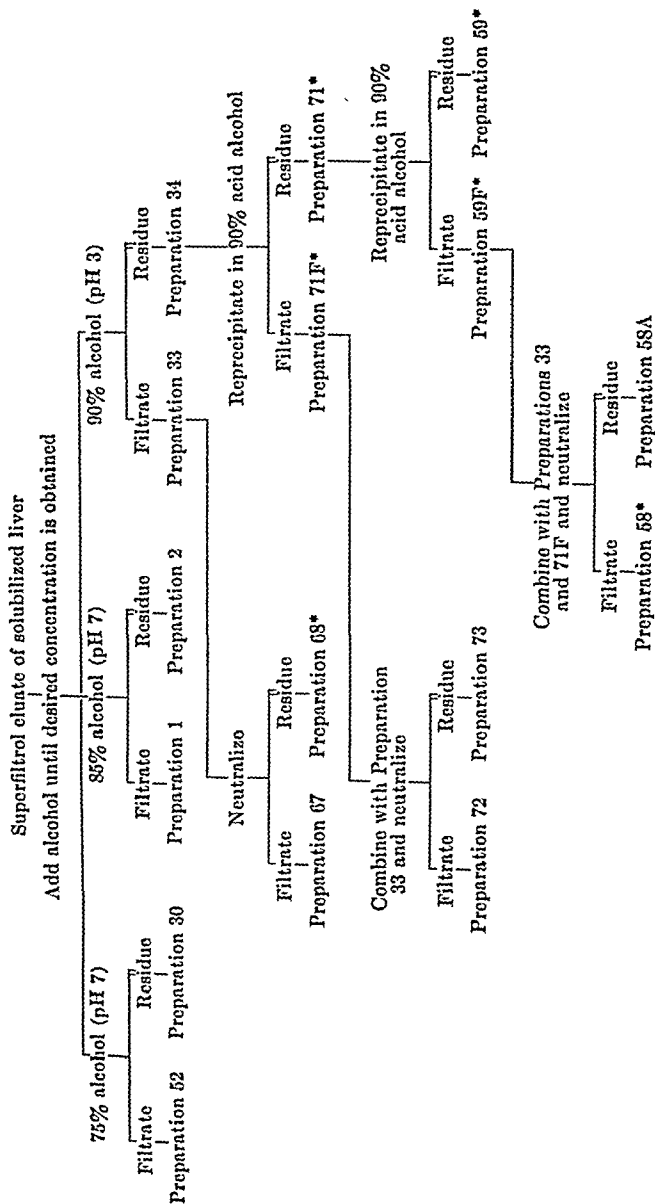 Superfiltrol eluate of solubilized liver
Add alcohol until desired concentration is obtained
75% alcohol (pH 7)
85% alcohol (pH 7)
90% alcohol (pH 3)
Filtrate
Residue
Filtrate
Residue
Filtrate
Residue
Preparation 52
Preparation 30
Preparation 1
Preparation 2
Preparation 33
Preparation 34
Neutralize
Reprecipitate in 90% acid alcohol
Filtrate
Residue
Filtrate
Residue
Preparation 67
Preparation 68*
Preparation 71F*
Preparation 71*
Combine with Preparation
33 and neutralize
Reprecipitate in 90%
acid alcohol
Filtrate
Residue
Filtrate
Residue
Preparation 72
Preparation 73
Preparation 59F*
Preparation 59*
Combine with Preparations 33
and 71F and neutralize
Filtrate
Residue
Preparation 58*
Preparation 58A